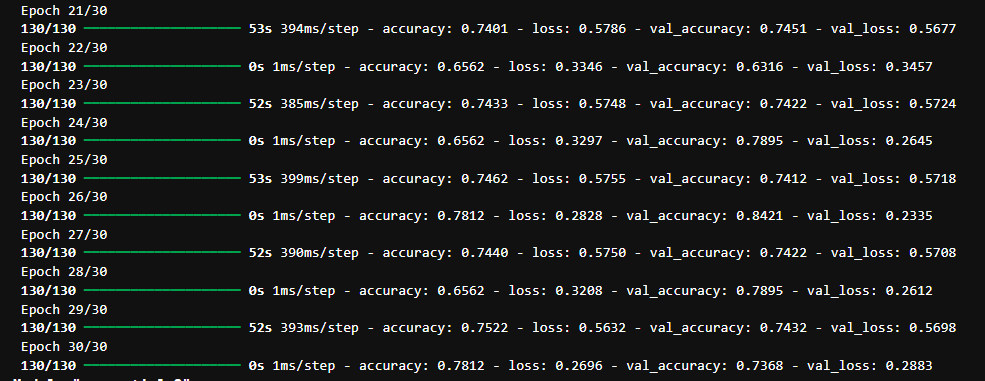 Epoch 21/30
130/130 ━━━━━━━━━━━━━━━━━━━━ 53s 394ms/step - accuracy: 0.7401 - loss: 0.5786 - val_accuracy: 0.7451 - val_loss: 0.5677
Epoch 22/30
130/130 ━━━━━━━━━━━━━━━━━━━━ 0s 1ms/step - accuracy: 0.6562 - loss: 0.3346 - val_accuracy: 0.6316 - val_loss: 0.3457
Epoch 23/30
130/130 ━━━━━━━━━━━━━━━━━━━━ 52s 385ms/step - accuracy: 0.7433 - loss: 0.5748 - val_accuracy: 0.7422 - val_loss: 0.5724
Epoch 24/30
130/130 ━━━━━━━━━━━━━━━━━━━━ 0s 1ms/step - accuracy: 0.6562 - loss: 0.3297 - val_accuracy: 0.7895 - val_loss: 0.2645
Epoch 25/30
130/130 ━━━━━━━━━━━━━━━━━━━━ 53s 399ms/step - accuracy: 0.7462 - loss: 0.5755 - val_accuracy: 0.7412 - val_loss: 0.5718
Epoch 26/30
130/130 ━━━━━━━━━━━━━━━━━━━━ 0s 1ms/step - accuracy: 0.7812 - loss: 0.2828 - val_accuracy: 0.8421 - val_loss: 0.2335
Epoch 27/30
130/130 ━━━━━━━━━━━━━━━━━━━━ 52s 390ms/step - accuracy: 0.7440 - loss: 0.5750 - val_accuracy: 0.7422 - val_loss: 0.5708
Epoch 28/30
130/130 ━━━━━━━━━━━━━━━━━━━━ 0s 1ms/step - accuracy: 0.6562 - loss: 0.3208 - val_accuracy: 0.7895 - val_loss: 0.2612
Epoch 29/30
130/130 ━━━━━━━━━━━━━━━━━━━━ 52s 393ms/step - accuracy: 0.7522 - loss: 0.5632 - val_accuracy: 0.7432 - val_loss: 0.5698
Epoch 30/30
130/130 ━━━━━━━━━━━━━━━━━━━━ 0s 1ms/step - accuracy: 0.7812 - loss: 0.2696 - val_accuracy: 0.7368 - val_loss: 0.2883